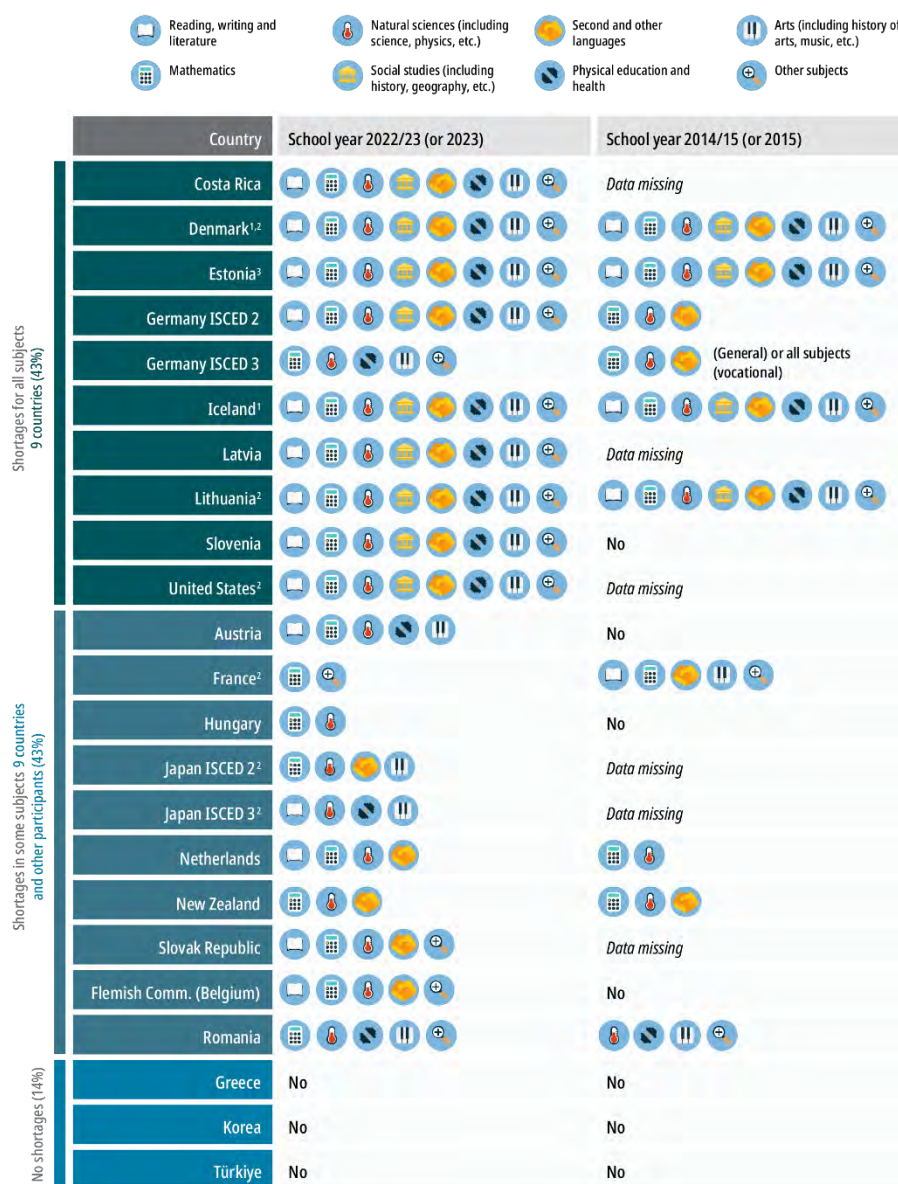 Reading, writing and
literature
Natural sciences (including
science, physics, etc.)
Second and other
languages
Arts (including history of
arts, music, etc.)
Mathematics
Social studies (including
history, geography, etc.)
Physical education and
health
Other subjects
Country
School year 2022/23 (or 2023)
School year 2014/15 (or 2015)
Shortages for all subjects
9 countries (43%)
Costa Rica
Data missing
Denmark1,2
Estonia3
Germany ISCED 2
Germany ISCED 3
(General) or all subjects
(vocational)
Iceland1
Latvia
Data missing
Lithuania2
Slovenia
No
United States2
Data missing
Shortages in some subjects 9 countries
and other participants (43%)
Austria
No
France2
Hungary
No
Japan ISCED 22
Data missing
Japan ISCED 32
Data missing
Netherlands
New Zealand
Slovak Republic
Data missing
Flemish Comm. (Belgium)
No
Romania
No shortages (14%)
Greece
No
No
Korea
No
No
Türkiye
No
No